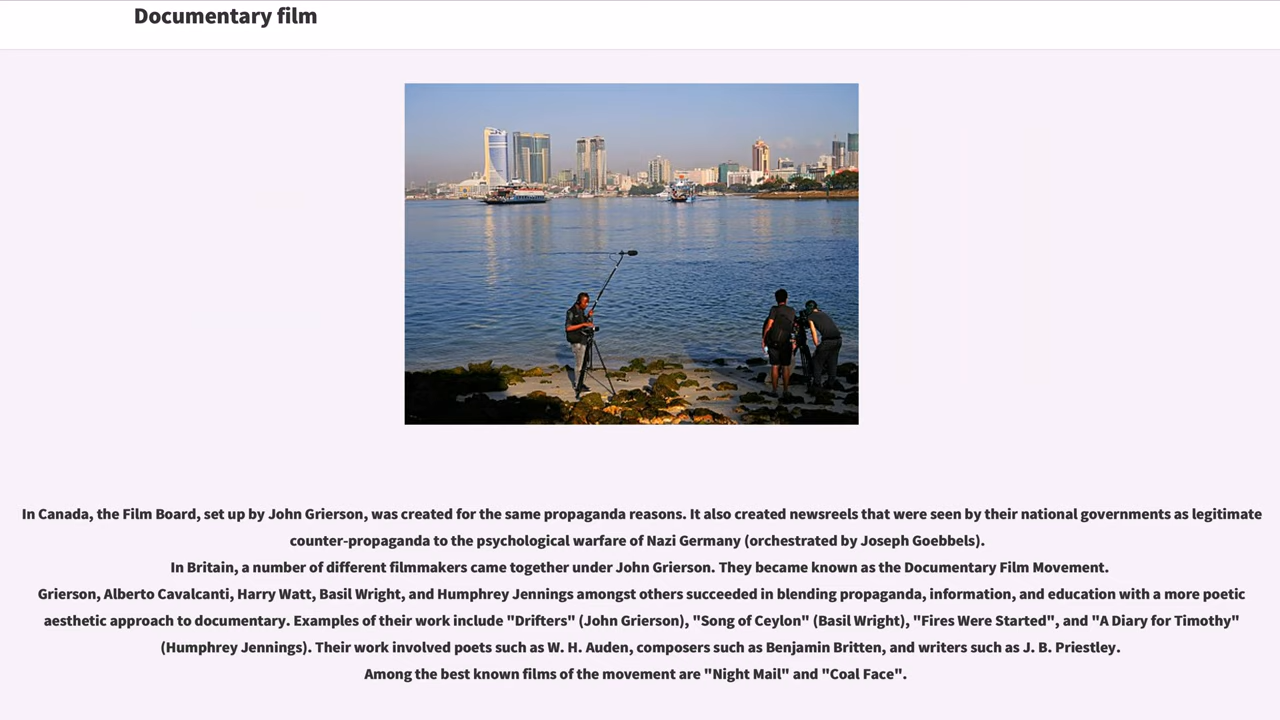 Documentary film
In Canada, the Film Board, set up by John Grierson, was created for the same propaganda reasons. It also created newsreels that were seen by their national governments as legitimate
counter-propaganda to the psychological warfare of Nazi Germany (orchestrated by Joseph Goebbels).
In Britain, a number of different filmmakers came together under John Grierson. They became known as the Documentary Film Movement.
Grierson, Alberto Cavalcanti, Harry Watt, Basil Wright, and Humphrey Jennings amongst others succeeded in blending propaganda, information, and education with a more poetic
aesthetic approach to documentary. Examples of their work include "Drifters" (John Grierson), "Song of Ceylon" (Basil Wright), "Fires Were Started", and "A Diary for Timothy"
(Humphrey Jennings). Their work involved poets such as W. H. Auden, composers such as Benjamin Britten, and writers such as J. B. Priestley.
Among the best known films of the movement are "Night Mail" and "Coal Face".